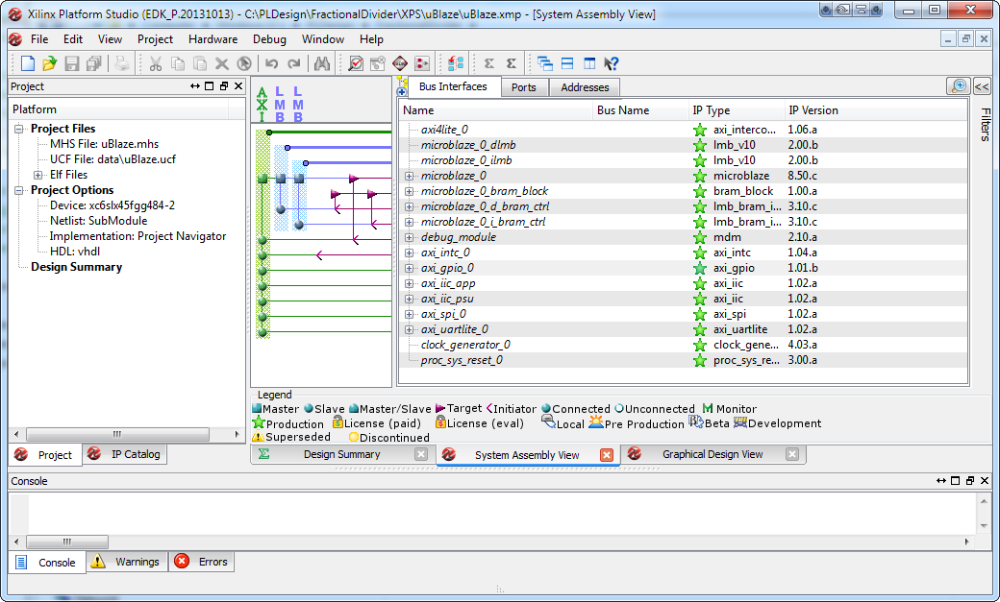 Xilinx Platform Studio (EDK_P.20131013) - C:\PLDesign\FractionalDivider\XPS\uBlaze\uBlaze.xmp - [System Assembly View]
File Edit View Project Hardware Debug Window Help
Project
Platform
Project Files
MHS File: uBlaze.mhs
UCF File: data\uBlaze.ucf
Elf Files
Project Options
Device: xc6slx45fgg484-2
Netlist: SubModule
Implementation: Project Navigator
HDL: vhdl
Design Summary
Project IP Catalog
AXI LMB LMB
Bus Interfaces Ports Addresses
<< Filters
Name Bus Name IP Type IP Version
axi4lite_0 axi_interco... 1.06.a
microblaze_0_dlmb lmb_v10 2.00.b
microblaze_0_ilmb lmb_v10 2.00.b
microblaze_0 microblaze 8.50.c
microblaze_0_bram_block bram_block 1.00.a
microblaze_0_d_bram_ctrl lmb_bram_i... 3.10.c
microblaze_0_i_bram_ctrl lmb_bram_i... 3.10.c
debug_module mdm 2.10.a
axi_intc_0 axi_intc 1.04.a
axi_gpio_0 axi_gpio 1.01.b
axi_iic_app axi_iic 1.02.a
axi_iic_psu axi_iic 1.02.a
axi_spi_0 axi_spi 1.02.a
axi_uartlite_0 axi_uartlite 1.02.a
clock_generator_0 clock_gene... 4.03.a
proc_sys_reset_0 proc_sys_re... 3.00.a
Legend
Master Slave Master/Slave Target Initiator Connected Unconnected M Monitor
Production License (paid) License (eval) Local Pre Production Beta Development
Superseded Discontinued
Design Summary System Assembly View Graphical Design View
Console
Console Warnings Errors